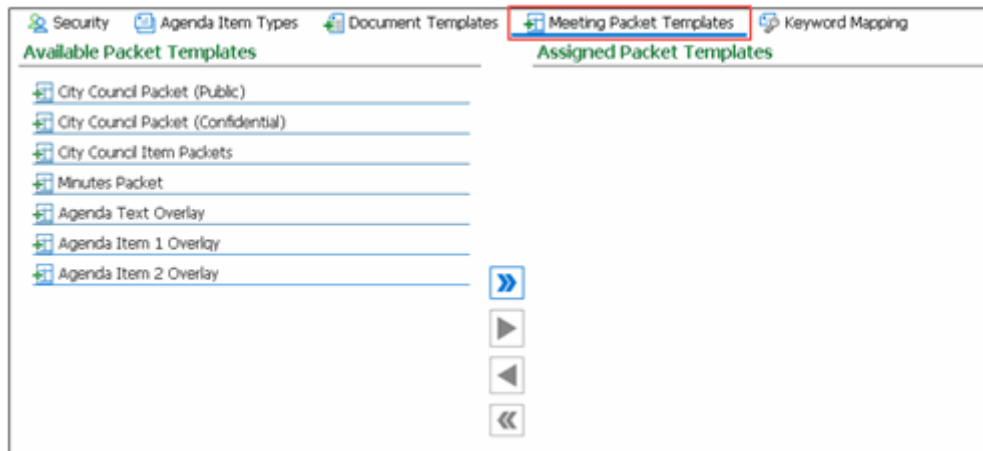 Security Agenda Item Types Document Templates Meeting Packet Templates Keyword Mapping
Available Packet Templates Assigned Packet Templates
City Council Packet (Public)
City Council Packet (Confidential)
City Council Item Packets
Minutes Packet
Agenda Text Overlay
Agenda Item 1 Overlqy
Agenda Item 2 Overlay